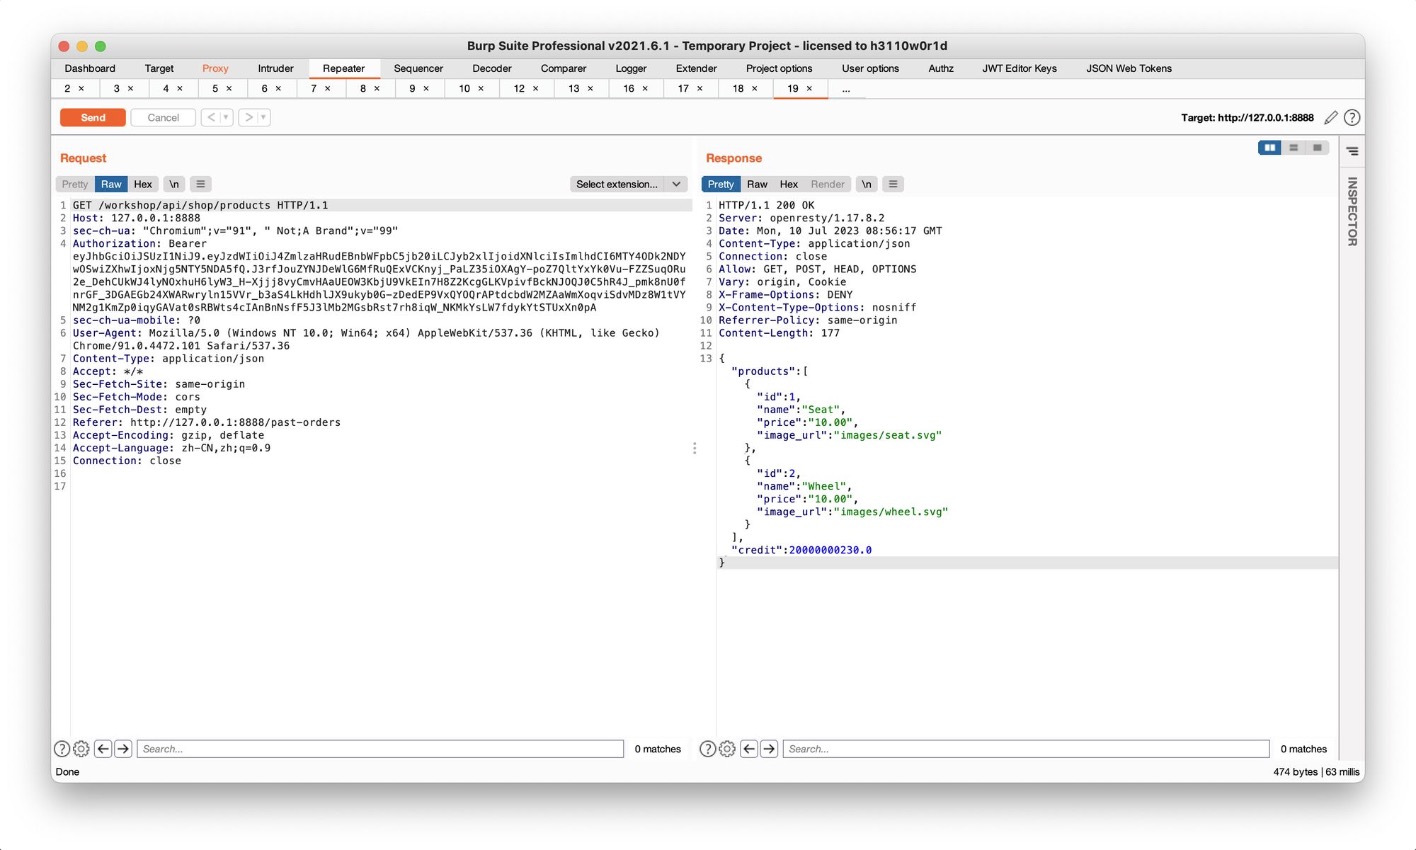 Burp Suite Professional v2021.6.1 - Temporary Project - licensed to h3110w0r1d
Dashboard Target Proxy Intruder Repeater Sequencer Decoder Comparer Logger Extender Project options User options Authz JWT Editor Keys JSON Web Tokens
2 × 3 × 4 × 5 × 6 × 7 × 8 × 9 × 10 × 12 × 13 × 16 × 17 × 18 × 19 × ...
Send Cancel < > Target: http://127.0.0.1:8888
Request
Pretty Raw Hex \n Select extension...
1 GET /workshop/api/shop/products HTTP/1.1
2 Host: 127.0.0.1:8888
3 sec-ch-ua: "Chromium";v="91", " Not;A Brand";v="99"
4 Authorization: Bearer
5 sec-ch-ua-mobile: ?0
6 User-Agent: Mozilla/5.0 (Windows NT 10.0; Win64; x64) AppleWebKit/537.36 (KHTML, like Gecko)
Chrome/91.0.4472.101 Safari/537.36
7 Content-Type: application/json
8 Accept: */*
9 Sec-Fetch-Site: same-origin
10 Sec-Fetch-Mode: cors
11 Sec-Fetch-Dest: empty
12 Referer: http://127.0.0.1:8888/past-orders
13 Accept-Encoding: gzip, deflate
14 Accept-Language: zh-CN,zh;q=0.9
15 Connection: close
16
17
Search... 0 matches
Response
Pretty Raw Hex Render \n
1 HTTP/1.1 200 OK
2 Server: openresty/1.17.8.2
3 Date: Mon, 10 Jul 2023 08:56:17 GMT
4 Content-Type: application/json
5 Connection: close
6 Allow: GET, POST, HEAD, OPTIONS
7 Vary: origin, Cookie
8 X-Frame-Options: DENY
9 X-Content-Type-Options: nosniff
10 Referrer-Policy: same-origin
11 Content-Length: 177
12
13 {
"products":[
{
"id":1,
"name":"Seat",
"price":"10.00",
"image_url":"images/seat.svg"
},
{
"id":2,
"name":"Wheel",
"price":"10.00",
"image_url":"images/wheel.svg"
}
],
"credit":20000000230.0
}
Search... 0 matches
INSPECTOR
Done
474 bytes | 63 millis